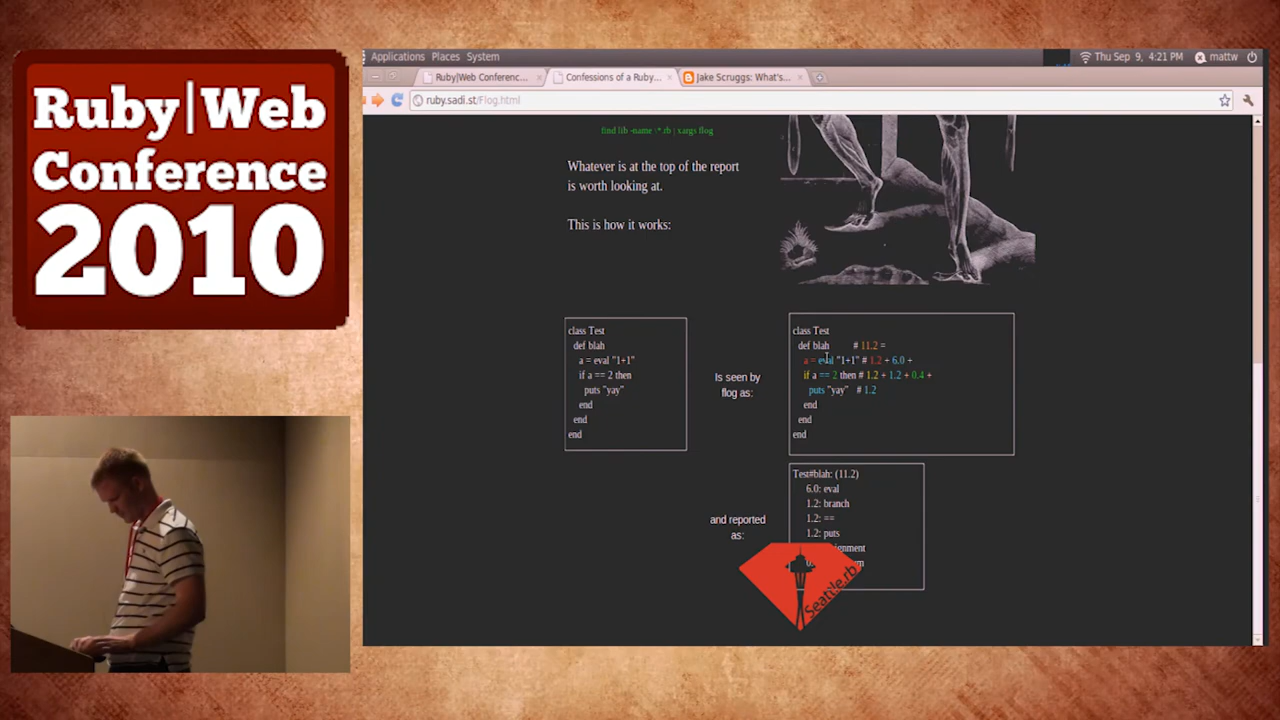 Ruby|Web
Conference
2010
Applications Places System
Thu Sep 9, 4:21 PM mattw
Ruby|Web Conferenc...
Confessions of a Ruby...
Jake Scruggs: What's...
ruby.sadi.st/Flog.html
find lib -name \*.rb | xargs flog
Whatever is at the top of the report
is worth looking at.
This is how it works:
class Test
def blah
a = eval "1+1"
if a == 2 then
puts "yay"
end
end
end
Is seen by
flog as:
class Test
def blah # 11.2 =
a = eval "1+1" # 1.2 + 6.0 +
if a == 2 then # 1.2 + 1.2 + 0.4 +
puts "yay" # 1.2
end
end
end
and reported
as:
Test#blah: (11.2)
6.0: eval
1.2: branch
1.2: ==
1.2: puts
Seattle.rb